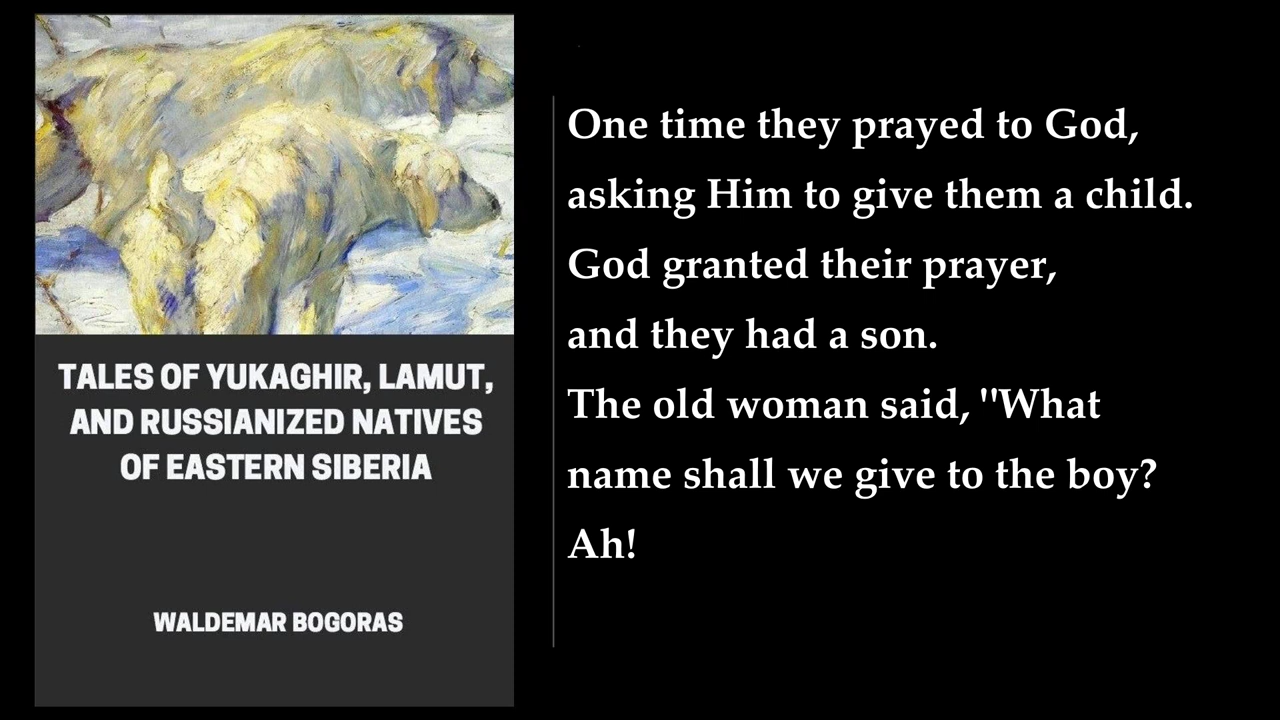 TALES OF YUKAGHIR, LAMUT,
AND RUSSIANIZED NATIVES
OF EASTERN SIBERIA
WALDEMAR BOGORAS
One time they prayed to God,
asking Him to give them a child.
God granted their prayer,
and they had a son.
The old woman said, "What
name shall we give to the boy?
Ah!